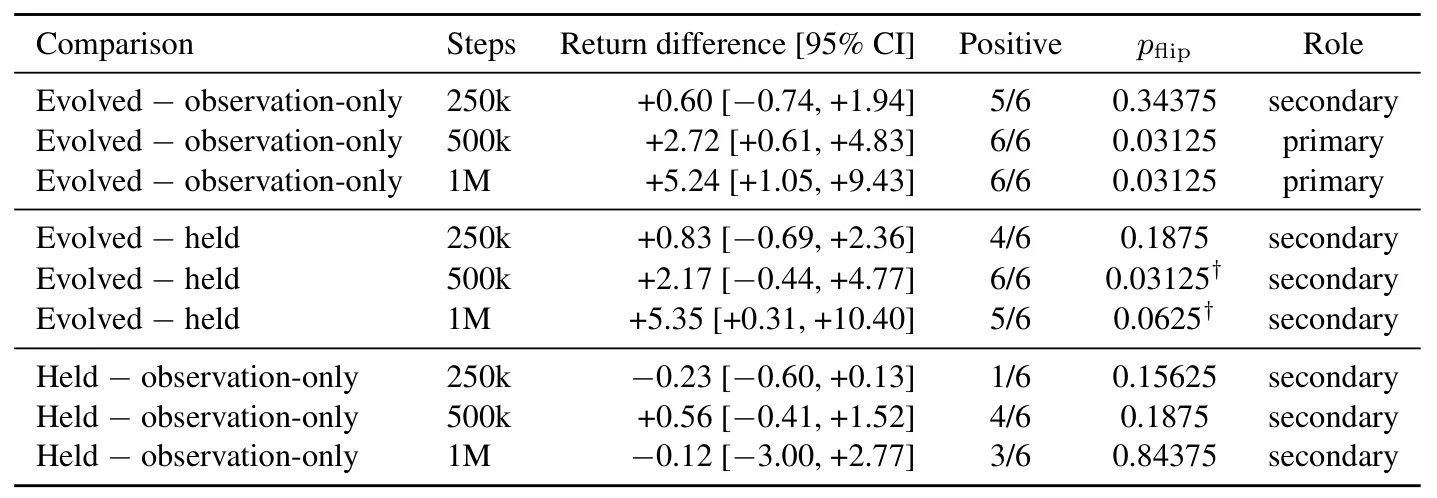 Comparison Steps Return difference [95% CI] Positive p_flip Role
Evolved − observation-only 250k +0.60 [−0.74, +1.94] 5/6 0.34375 secondary
Evolved − observation-only 500k +2.72 [+0.61, +4.83] 6/6 0.03125 primary
Evolved − observation-only 1M +5.24 [+1.05, +9.43] 6/6 0.03125 primary
Evolved − held 250k +0.83 [−0.69, +2.36] 4/6 0.1875 secondary
Evolved − held 500k +2.17 [−0.44, +4.77] 6/6 0.03125† secondary
Evolved − held 1M +5.35 [+0.31, +10.40] 5/6 0.0625† secondary
Held − observation-only 250k −0.23 [−0.60, +0.13] 1/6 0.15625 secondary
Held − observation-only 500k +0.56 [−0.41, +1.52] 4/6 0.1875 secondary
Held − observation-only 1M −0.12 [−3.00, +2.77] 3/6 0.84375 secondary